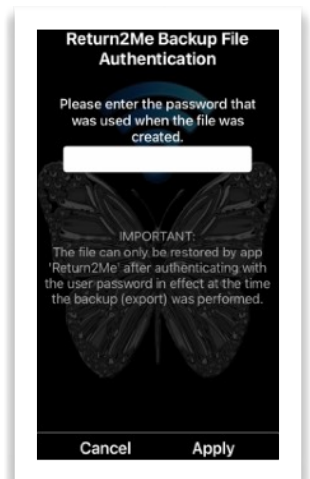 Return2Me Backup File
Authentication
Please enter the password that
was used when the file was
created.
IMPORTANT:
The file can only be restored by app
'Return2Me' after authenticating with
the user password in effect at the time
the backup (export) was performed.
Cancel Apply